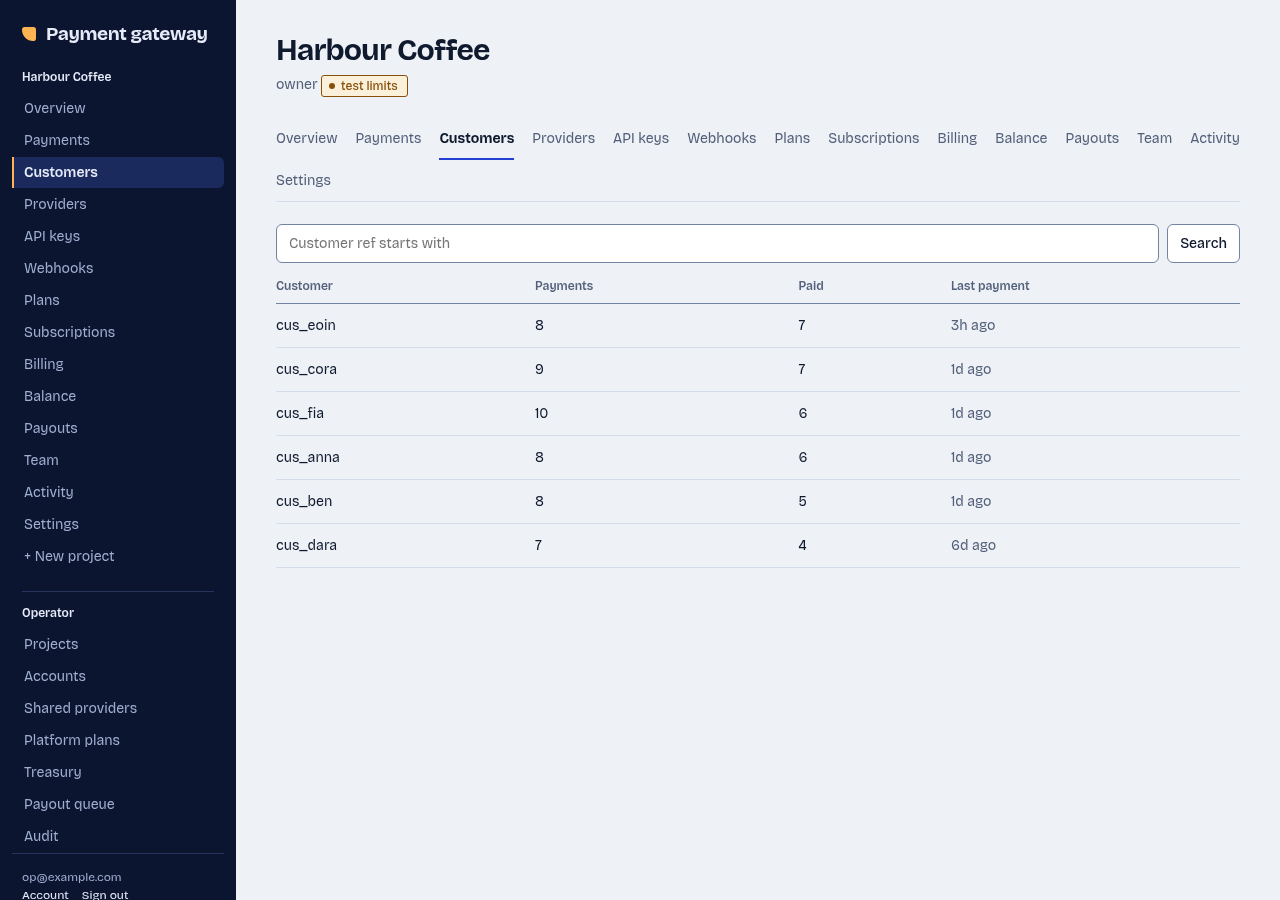 Payment gateway
Harbour Coffee
Overview
Payments
Customers
Providers
API keys
Webhooks
Plans
Subscriptions
Billing
Balance
Payouts
Team
Activity
Settings
+ New project
Operator
Projects
Accounts
Shared providers
Platform plans
Treasury
Payout queue
Audit
op@example.com
Account Sign out
Harbour Coffee
owner test limits
Overview Payments Customers Providers API keys Webhooks Plans Subscriptions Billing Balance Payouts Team Activity
Settings
Customer ref starts with Search
Customer Payments Paid Last payment
cus_eoin 8 7 3h ago
cus_cora 9 7 1d ago
cus_fia 10 6 1d ago
cus_anna 8 6 1d ago
cus_ben 8 5 1d ago
cus_dara 7 4 6d ago